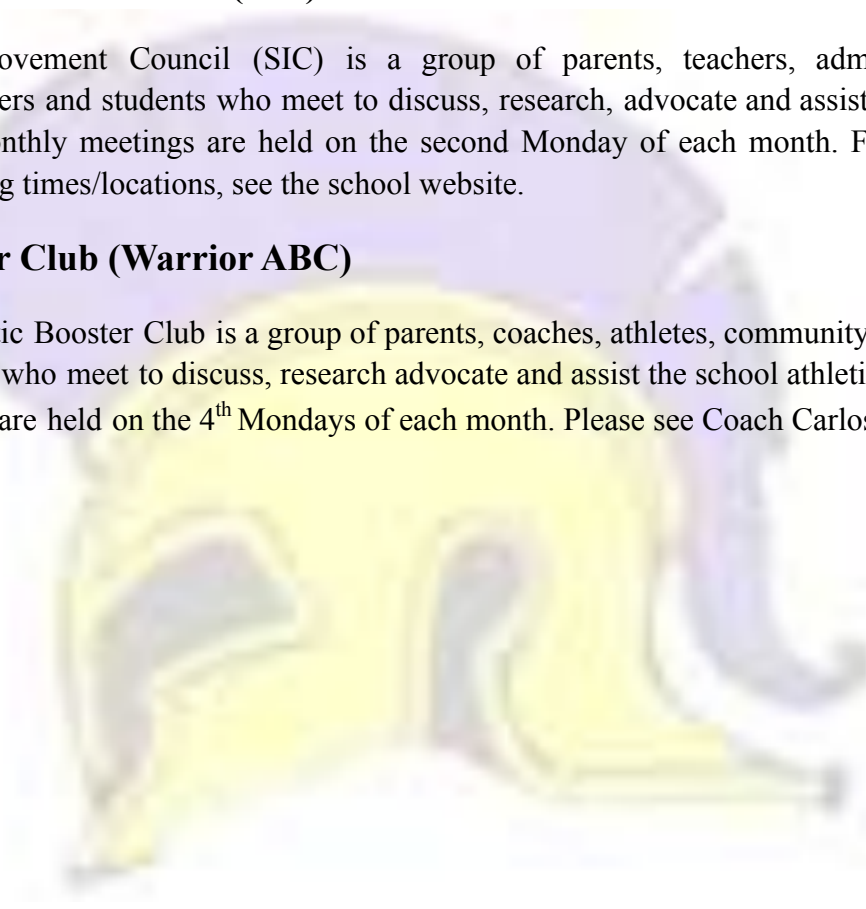 ovement Council (SIC) is a group of parents, teachers, adm
ers and students who meet to discuss, research, advocate and assist
onthly meetings are held on the second Monday of each month. F
g times/locations, see the school website.
r Club (Warrior ABC)
tic Booster Club is a group of parents, coaches, athletes, community
who meet to discuss, research advocate and assist the school athleti
are held on the 4th Mondays of each month. Please see Coach Carlos